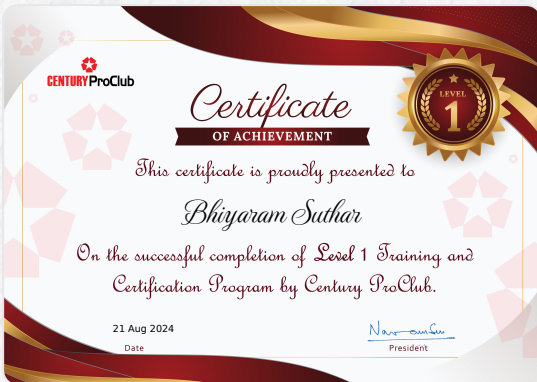 CENTURY ProClub
LEVEL
1
Certificate
OF ACHIEVEMENT
This certificate is proudly presented to
Bhiyaram Suthar
On the successful completion of Level 1 Training and
Certification Program by Century ProClub.
21 Aug 2024
Date
President